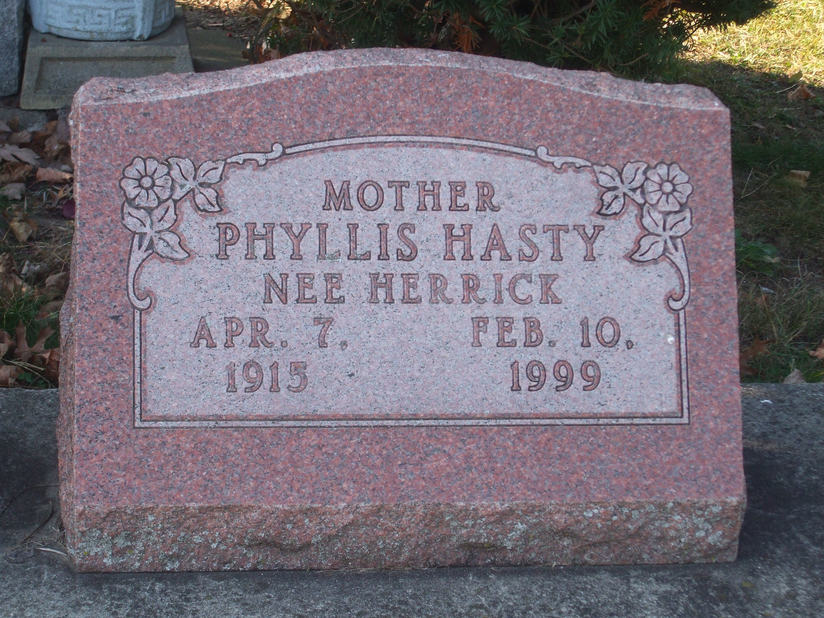 MOTHER
PHYLLIS HASTY
NEE HERRICK
APR. 7, FEB. 10,
1915 1999